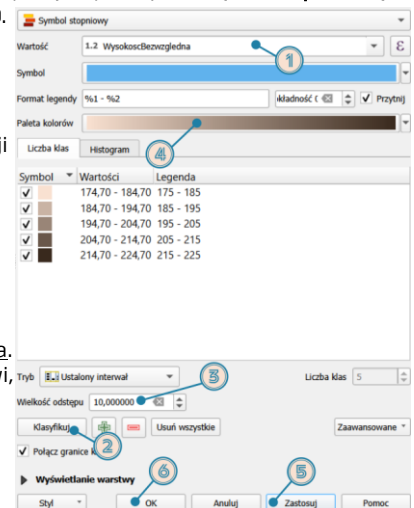 Symbol stopniowy
Wartość 1.2 WysokoscBezwzgledna ε
1
Symbol
Format legendy %1 - %2 kładność ( Przytnij
Paleta kolorów
4
Liczba klas Histogram
Symbol Wartości Legenda
174,70 - 184,70 175 - 185
184,70 - 194,70 185 - 195
194,70 - 204,70 195 - 205
204,70 - 214,70 205 - 215
214,70 - 224,70 215 - 225
a.
Tryb Ustalony interwał 3 Liczba klas 5
Wielkość odstępu 10,000000
Klasyfikuj 2 Usuń wszystkie Zaawansowane
Połącz granice
Wyświetlanie warstwy
6 5
Styl OK Anuluj Zastosuj Pomoc